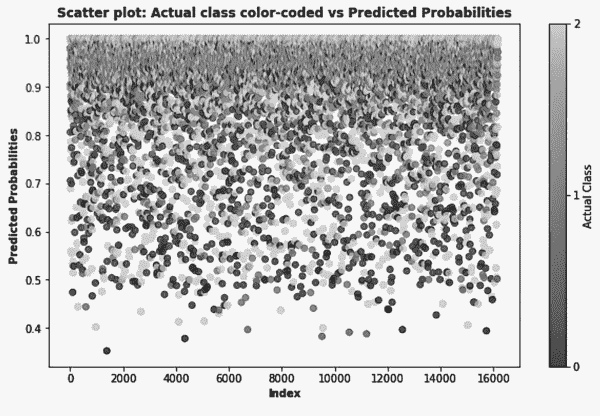 Scatter plot: Actual class color-coded vs Predicted Probabilities
1.0
0.9
0.8
0.7
0.6
0.5
0.4
Predicted Probabilities
0 2000 4000 6000 8000 10000 12000 14000 16000
Index
2
1
0
Actual Class